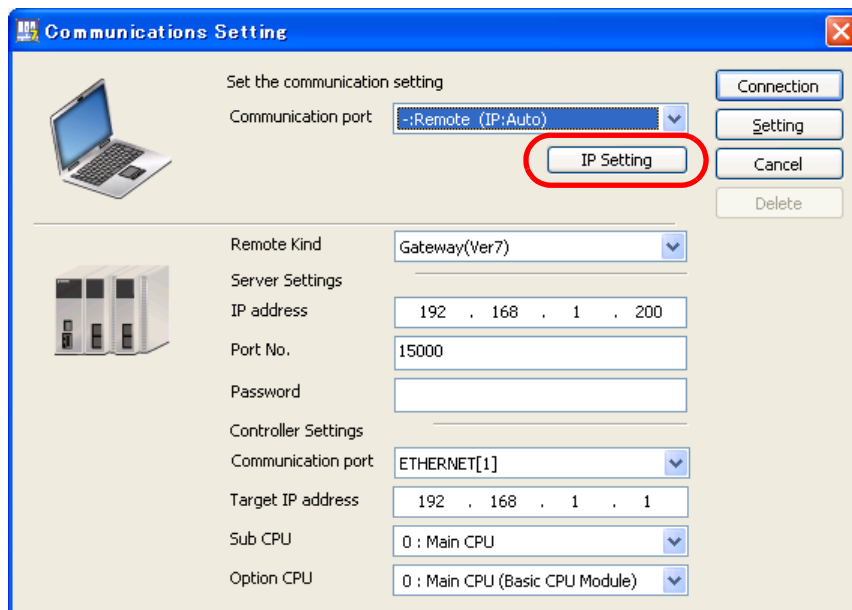 Communications Setting
Set the communication setting
Connection
Communication port -:Remote (IP:Auto)
Setting
IP Setting
Cancel
Delete
Remote Kind Gateway(Ver7)
Server Settings
IP address 192 . 168 . 1 . 200
Port No. 15000
Password
Controller Settings
Communication port ETHERNET[1]
Target IP address 192 . 168 . 1 . 1
Sub CPU 0 : Main CPU
Option CPU 0 : Main CPU (Basic CPU Module)